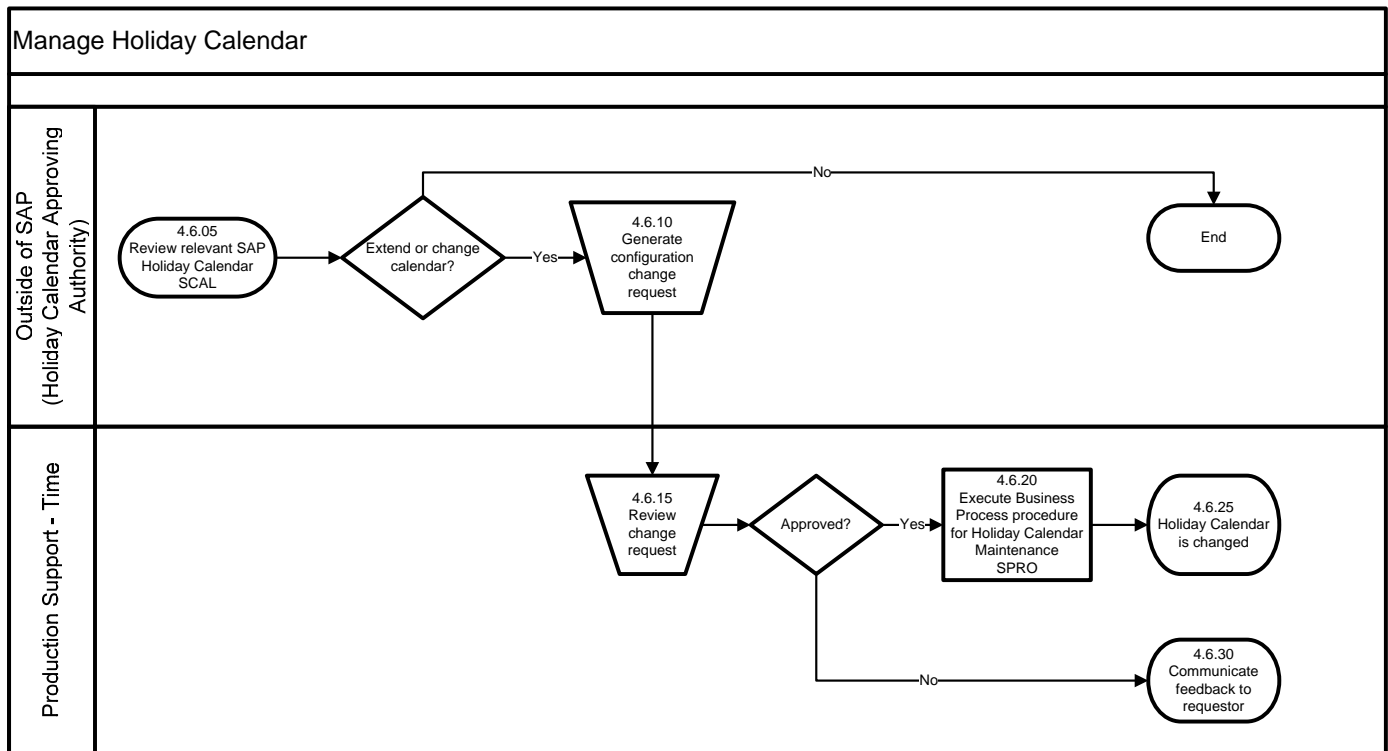 Manage Holiday Calendar
Outside of SAP
(Holiday Calendar Approving
Authority)
4.6.05
Review relevant SAP
Holiday Calendar
SCAL
Extend or change
calendar?
Yes
No
4.6.10
Generate
configuration
change
request
End
Production Support - Time
4.6.15
Review
change
request
Approved?
Yes
No
4.6.20
Execute Business
Process procedure
for Holiday Calendar
Maintenance
SPRO
4.6.25
Holiday Calendar
is changed
4.6.30
Communicate
feedback to
requestor